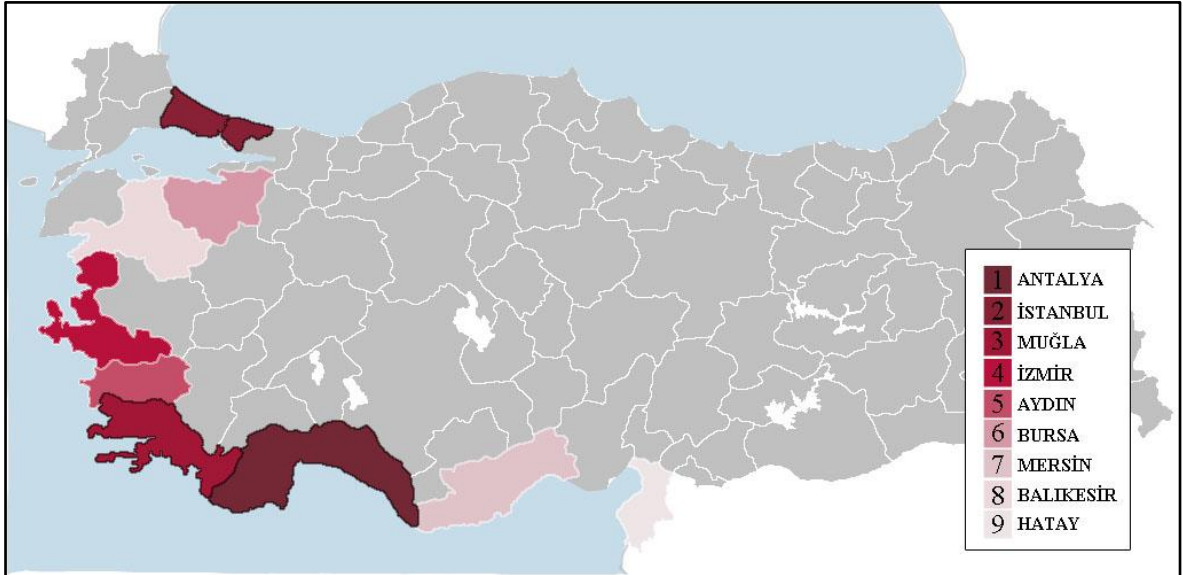 1 ANTALYA
2 İSTANBUL
3 MUĞLA
4 İZMİR
5 AYDIN
6 BURSA
7 MERSİN
8 BALIKESİR
9 HATAY